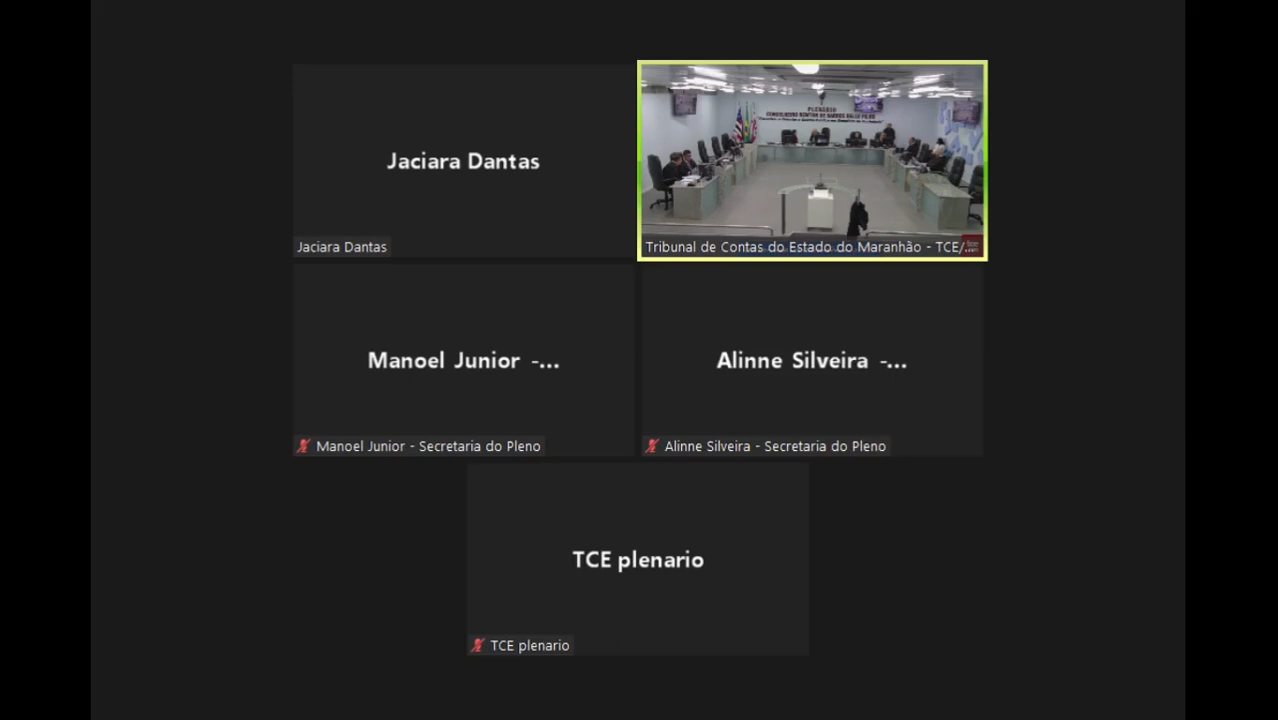 Jaciara Dantas
Jaciara Dantas
PLENÁRIO
Tribunal de Contas do Estado do Maranhão - TCE/
Manoel Junior -...
Manoel Junior - Secretaria do Pleno
Alinne Silveira -...
Alinne Silveira - Secretaria do Pleno
TCE plenario
TCE plenario